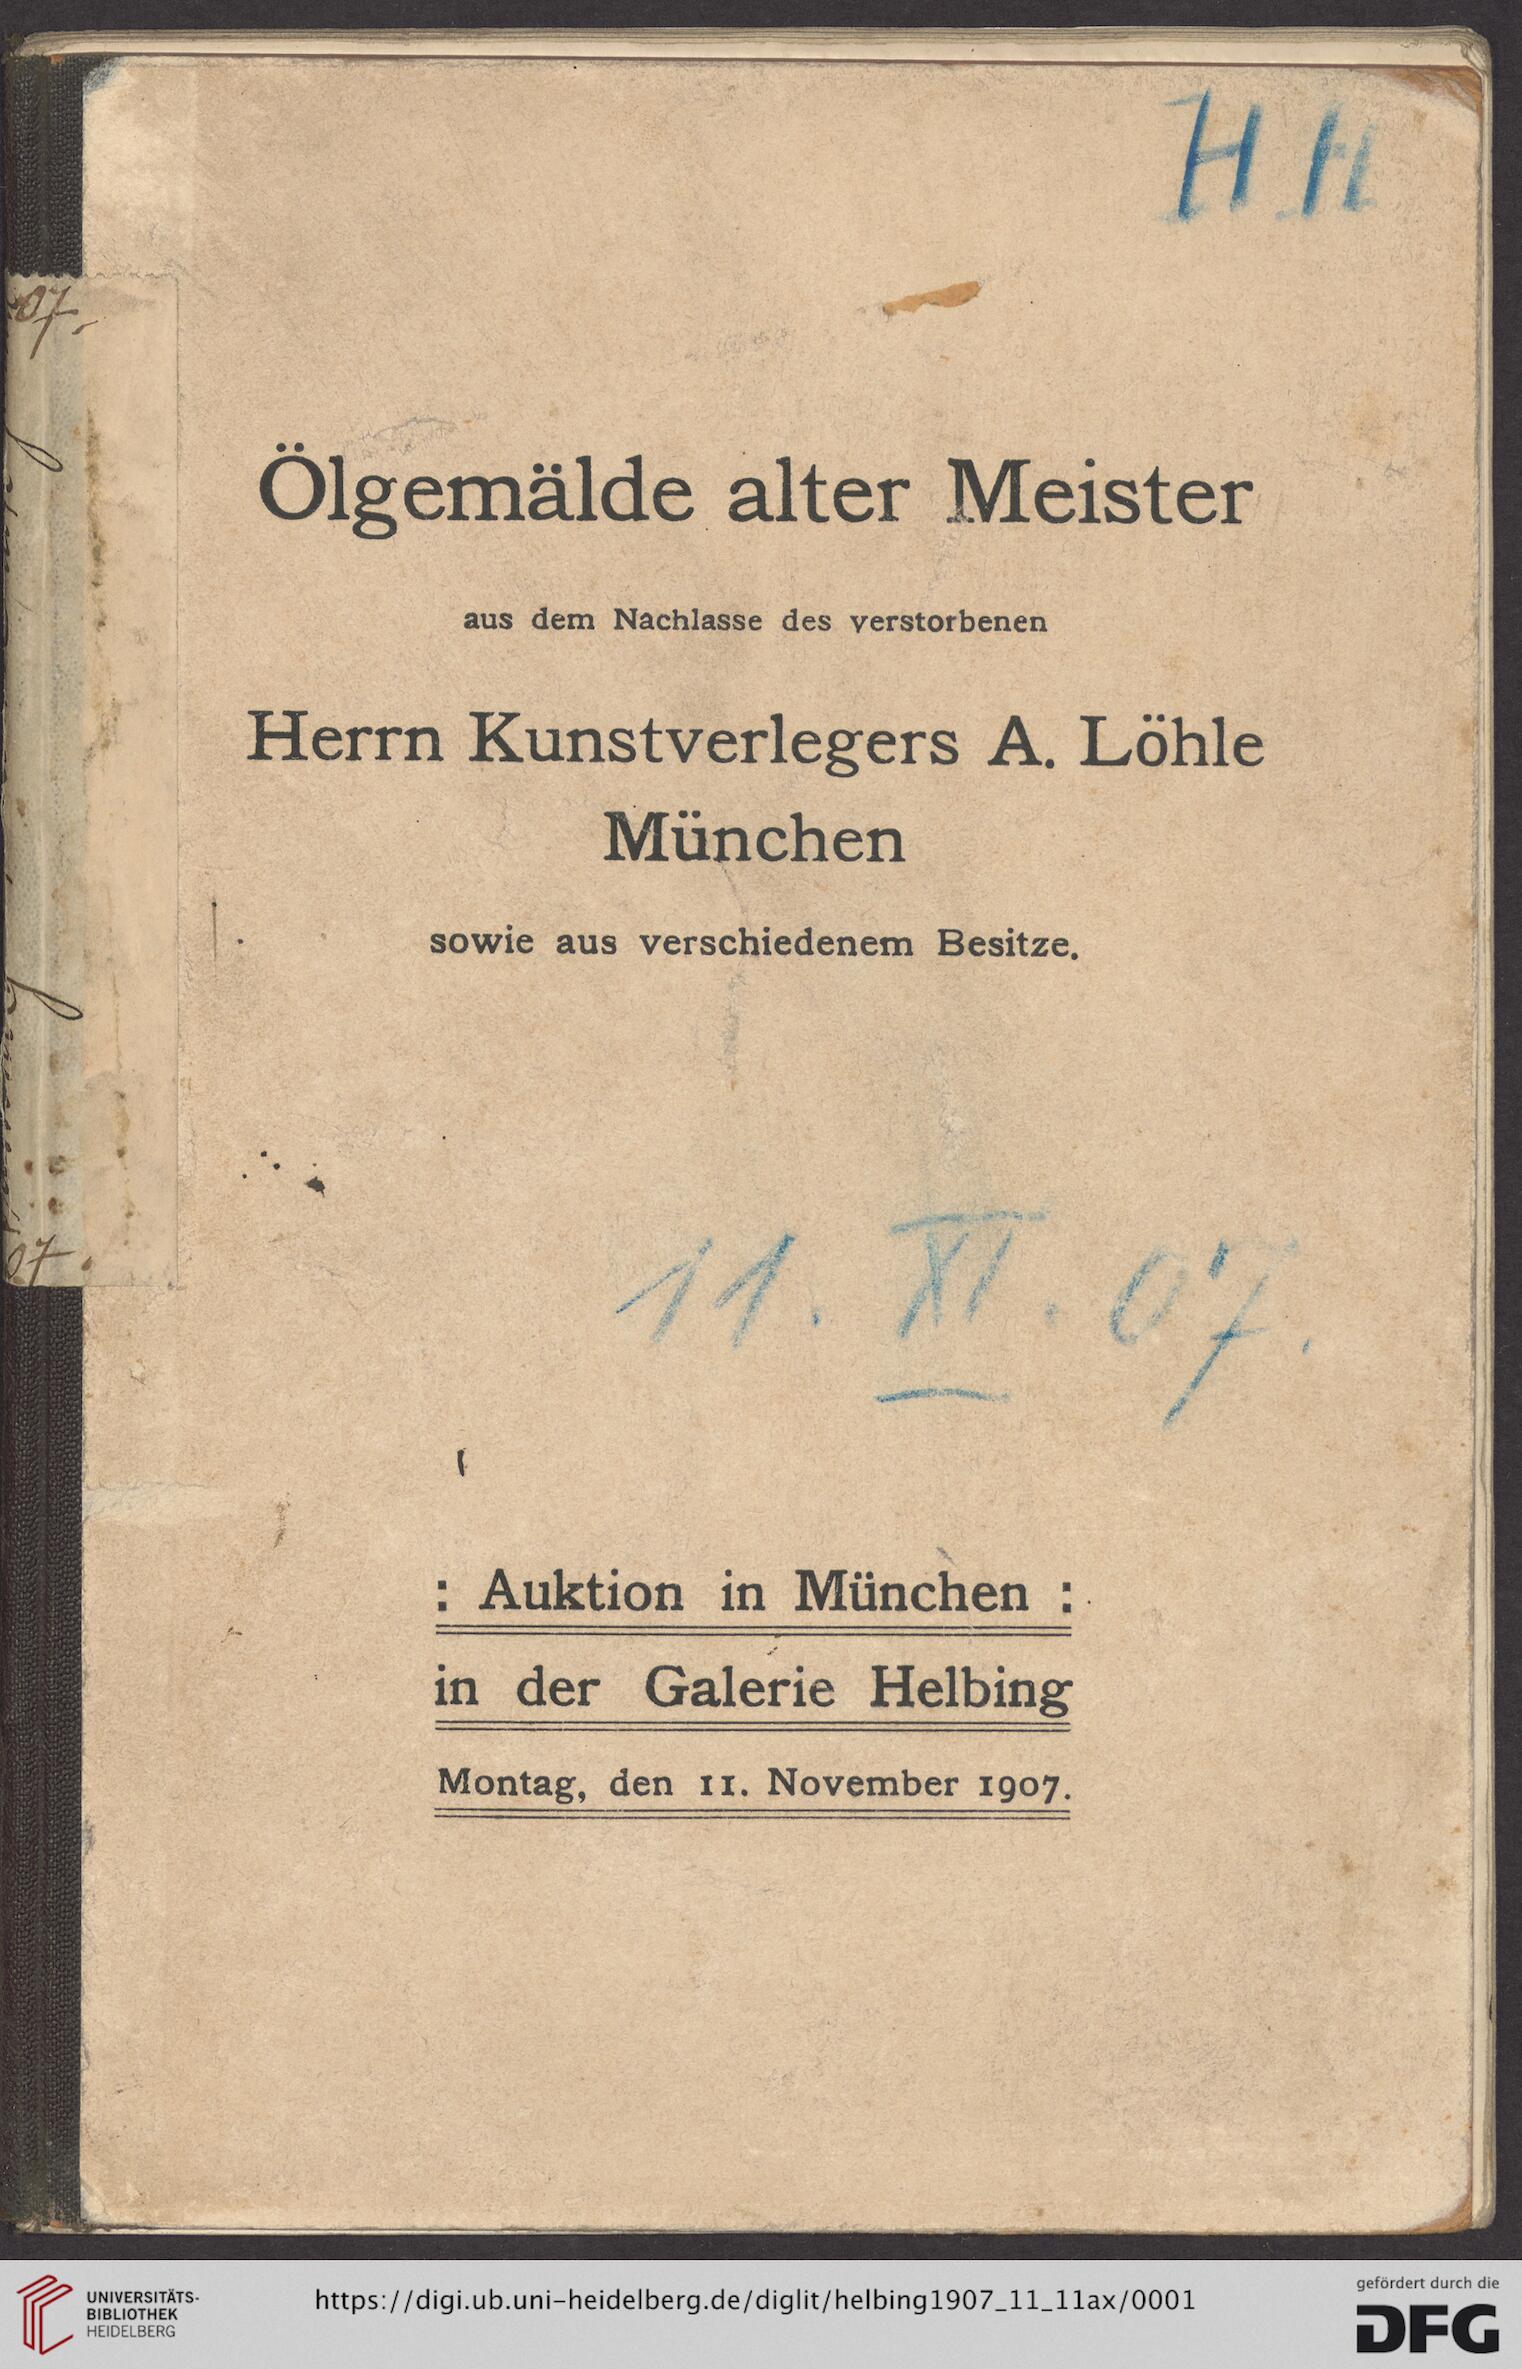 H H
07.
Ölgemälde alter Meister
aus dem Nachlasse des verstorbenen
Herrn Kunstverlegers A. Löhle
München
sowie aus verschiedenem Besitze.
11. XI. 07.
07.
: Auktion in München :
in der Galerie Helbing
Montag, den 11. November 1907.
UNIVERSITÄTS-
BIBLIOTHEK
HEIDELBERG
https://digi.ub.uni-heidelberg.de/diglit/helbing1907_11_11ax/0001
gefördert durch die
DFG